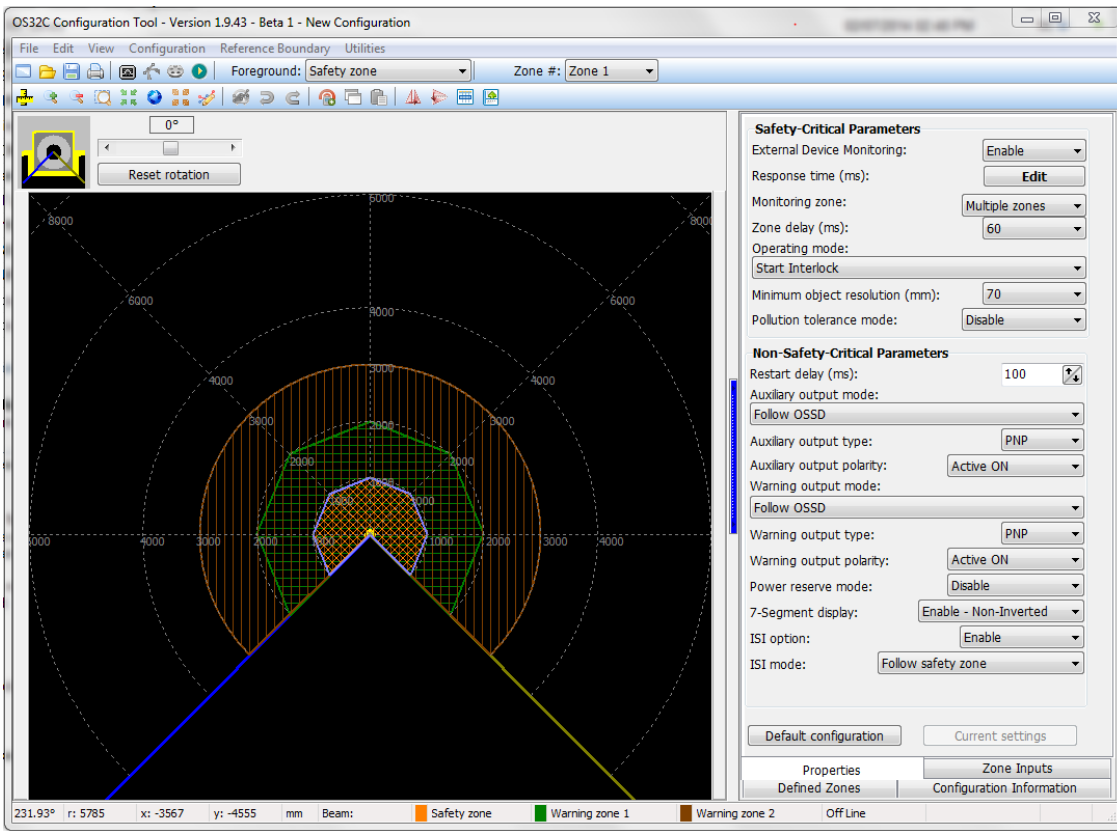 OS32C Configuration Tool - Version 1.9.43 - Beta 1 - New Configuration
File Edit View Configuration Reference Boundary Utilities
Foreground: Safety zone Zone #: Zone 1
0°
Reset rotation
Safety-Critical Parameters
External Device Monitoring: Enable
Response time (ms): Edit
Monitoring zone: Multiple zones
Zone delay (ms): 60
Operating mode:
Start Interlock
Minimum object resolution (mm): 70
Pollution tolerance mode: Disable
Non-Safety-Critical Parameters
Restart delay (ms): 100
Auxiliary output mode:
Follow OSSD
Auxiliary output type: PNP
Auxiliary output polarity: Active ON
Warning output mode:
Follow OSSD
Warning output type: PNP
Warning output polarity: Active ON
Power reserve mode: Disable
7-Segment display: Enable - Non-Inverted
ISI option: Enable
ISI mode: Follow safety zone
Default configuration Current settings
Properties Zone Inputs
Defined Zones Configuration Information
8000 8000
6000 6000
4000
3000
4000 4000
3000 2000 3000
2000 2000
4000 3000 2000 1000 2000 3000 4000
231.93° r: 5785 x: -3567 y: -4555 mm Beam: Safety zone Warning zone 1 Warning zone 2 Off Line